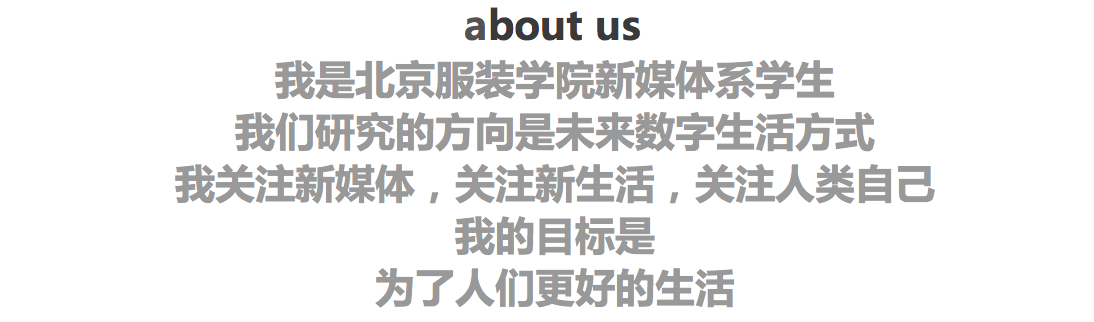 about us
我是北京服装学院新媒体系学生
我们研究的方向是未来数字生活方式
我关注新媒体，关注新生活，关注人类自己
我的目标是
为了人们更好的生活